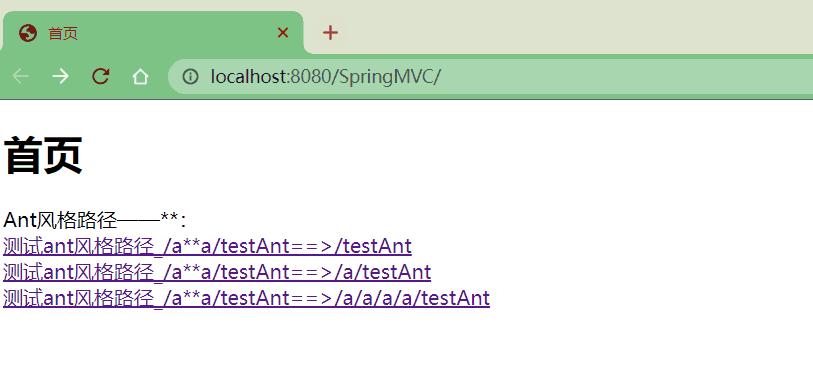 首页
localhost:8080/SpringMVC/
首页
Ant风格路径——**：
测试ant风格路径_/a**a/testAnt==>/testAnt
测试ant风格路径_/a**a/testAnt==>/a/testAnt
测试ant风格路径_/a**a/testAnt==>/a/a/a/a/testAnt